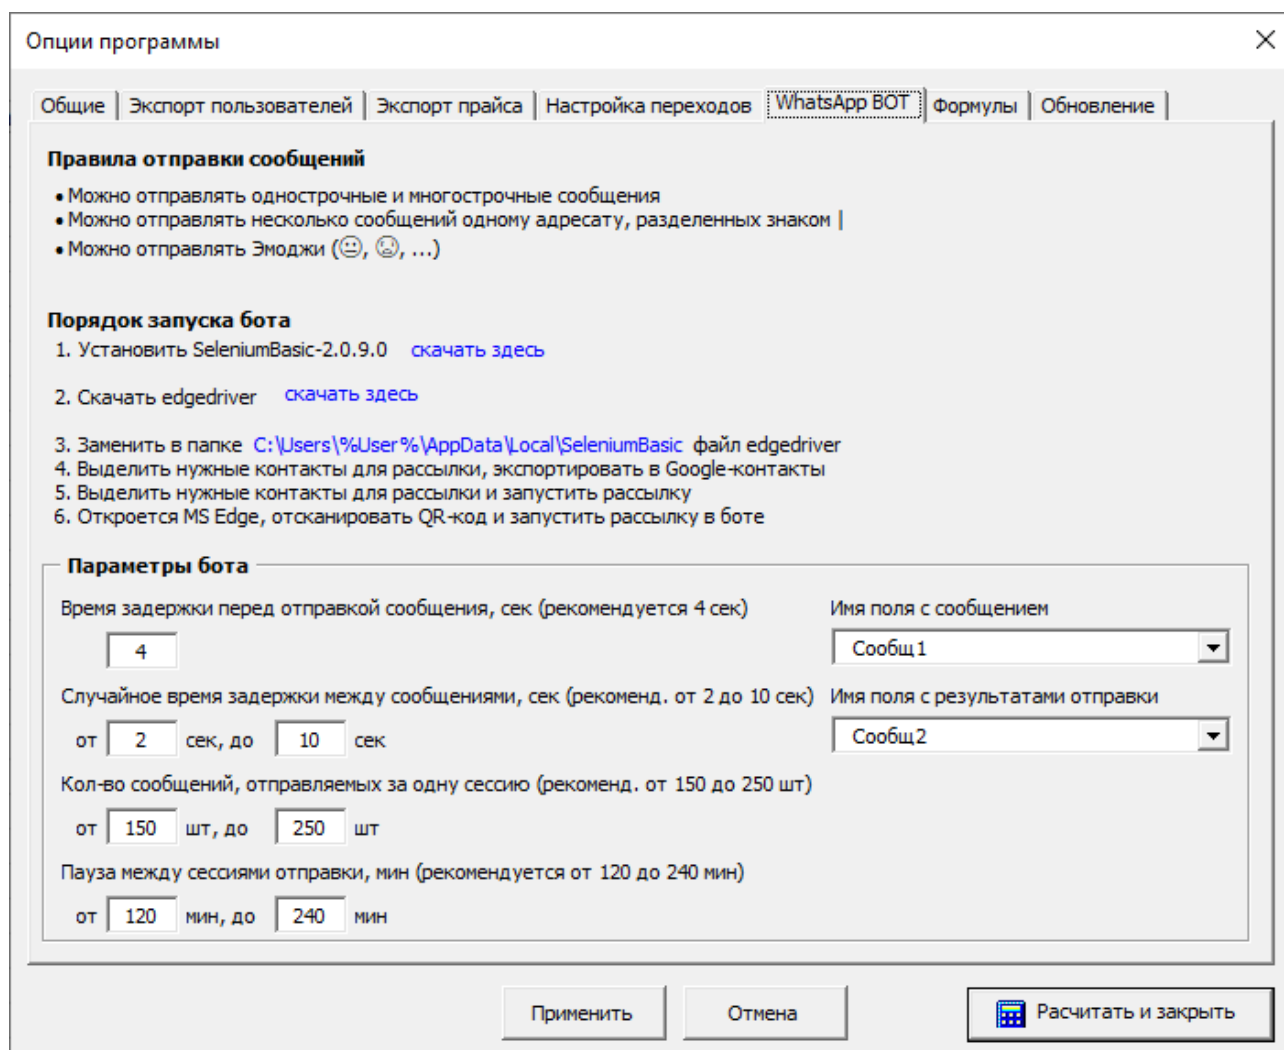 Опции программы
Общие Экспорт пользователей Экспорт прайса Настройка переходов WhatsApp BOT Формулы Обновление
Правила отправки сообщений
• Можно отправлять однострочные и многострочные сообщения
• Можно отправлять несколько сообщений одному адресату, разделенных знаком |
• Можно отправлять Эмоджи (😐, 😢, ...)
Порядок запуска бота
1. Установить SeleniumBasic-2.0.9.0 скачать здесь
2. Скачать edgedriver скачать здесь
3. Заменить в папке C:\Users\%User%\AppData\Local\SeleniumBasic файл edgedriver
4. Выделить нужные контакты для рассылки, экспортировать в Google-контакты
5. Выделить нужные контакты для рассылки и запустить рассылку
6. Откроется MS Edge, отсканировать QR-код и запустить рассылку в боте
Параметры бота
Время задержки перед отправкой сообщения, сек (рекомендуется 4 сек) Имя поля с сообщением
4 Сообщ1
Случайное время задержки между сообщениями, сек (рекоменд. от 2 до 10 сек) Имя поля с результатами отправки
от 2 сек, до 10 сек Сообщ2
Кол-во сообщений, отправляемых за одну сессию (рекоменд. от 150 до 250 шт)
от 150 шт, до 250 шт
Пауза между сессиями отправки, мин (рекомендуется от 120 до 240 мин)
от 120 мин, до 240 мин
Применить Отмена Расчитать и закрыть